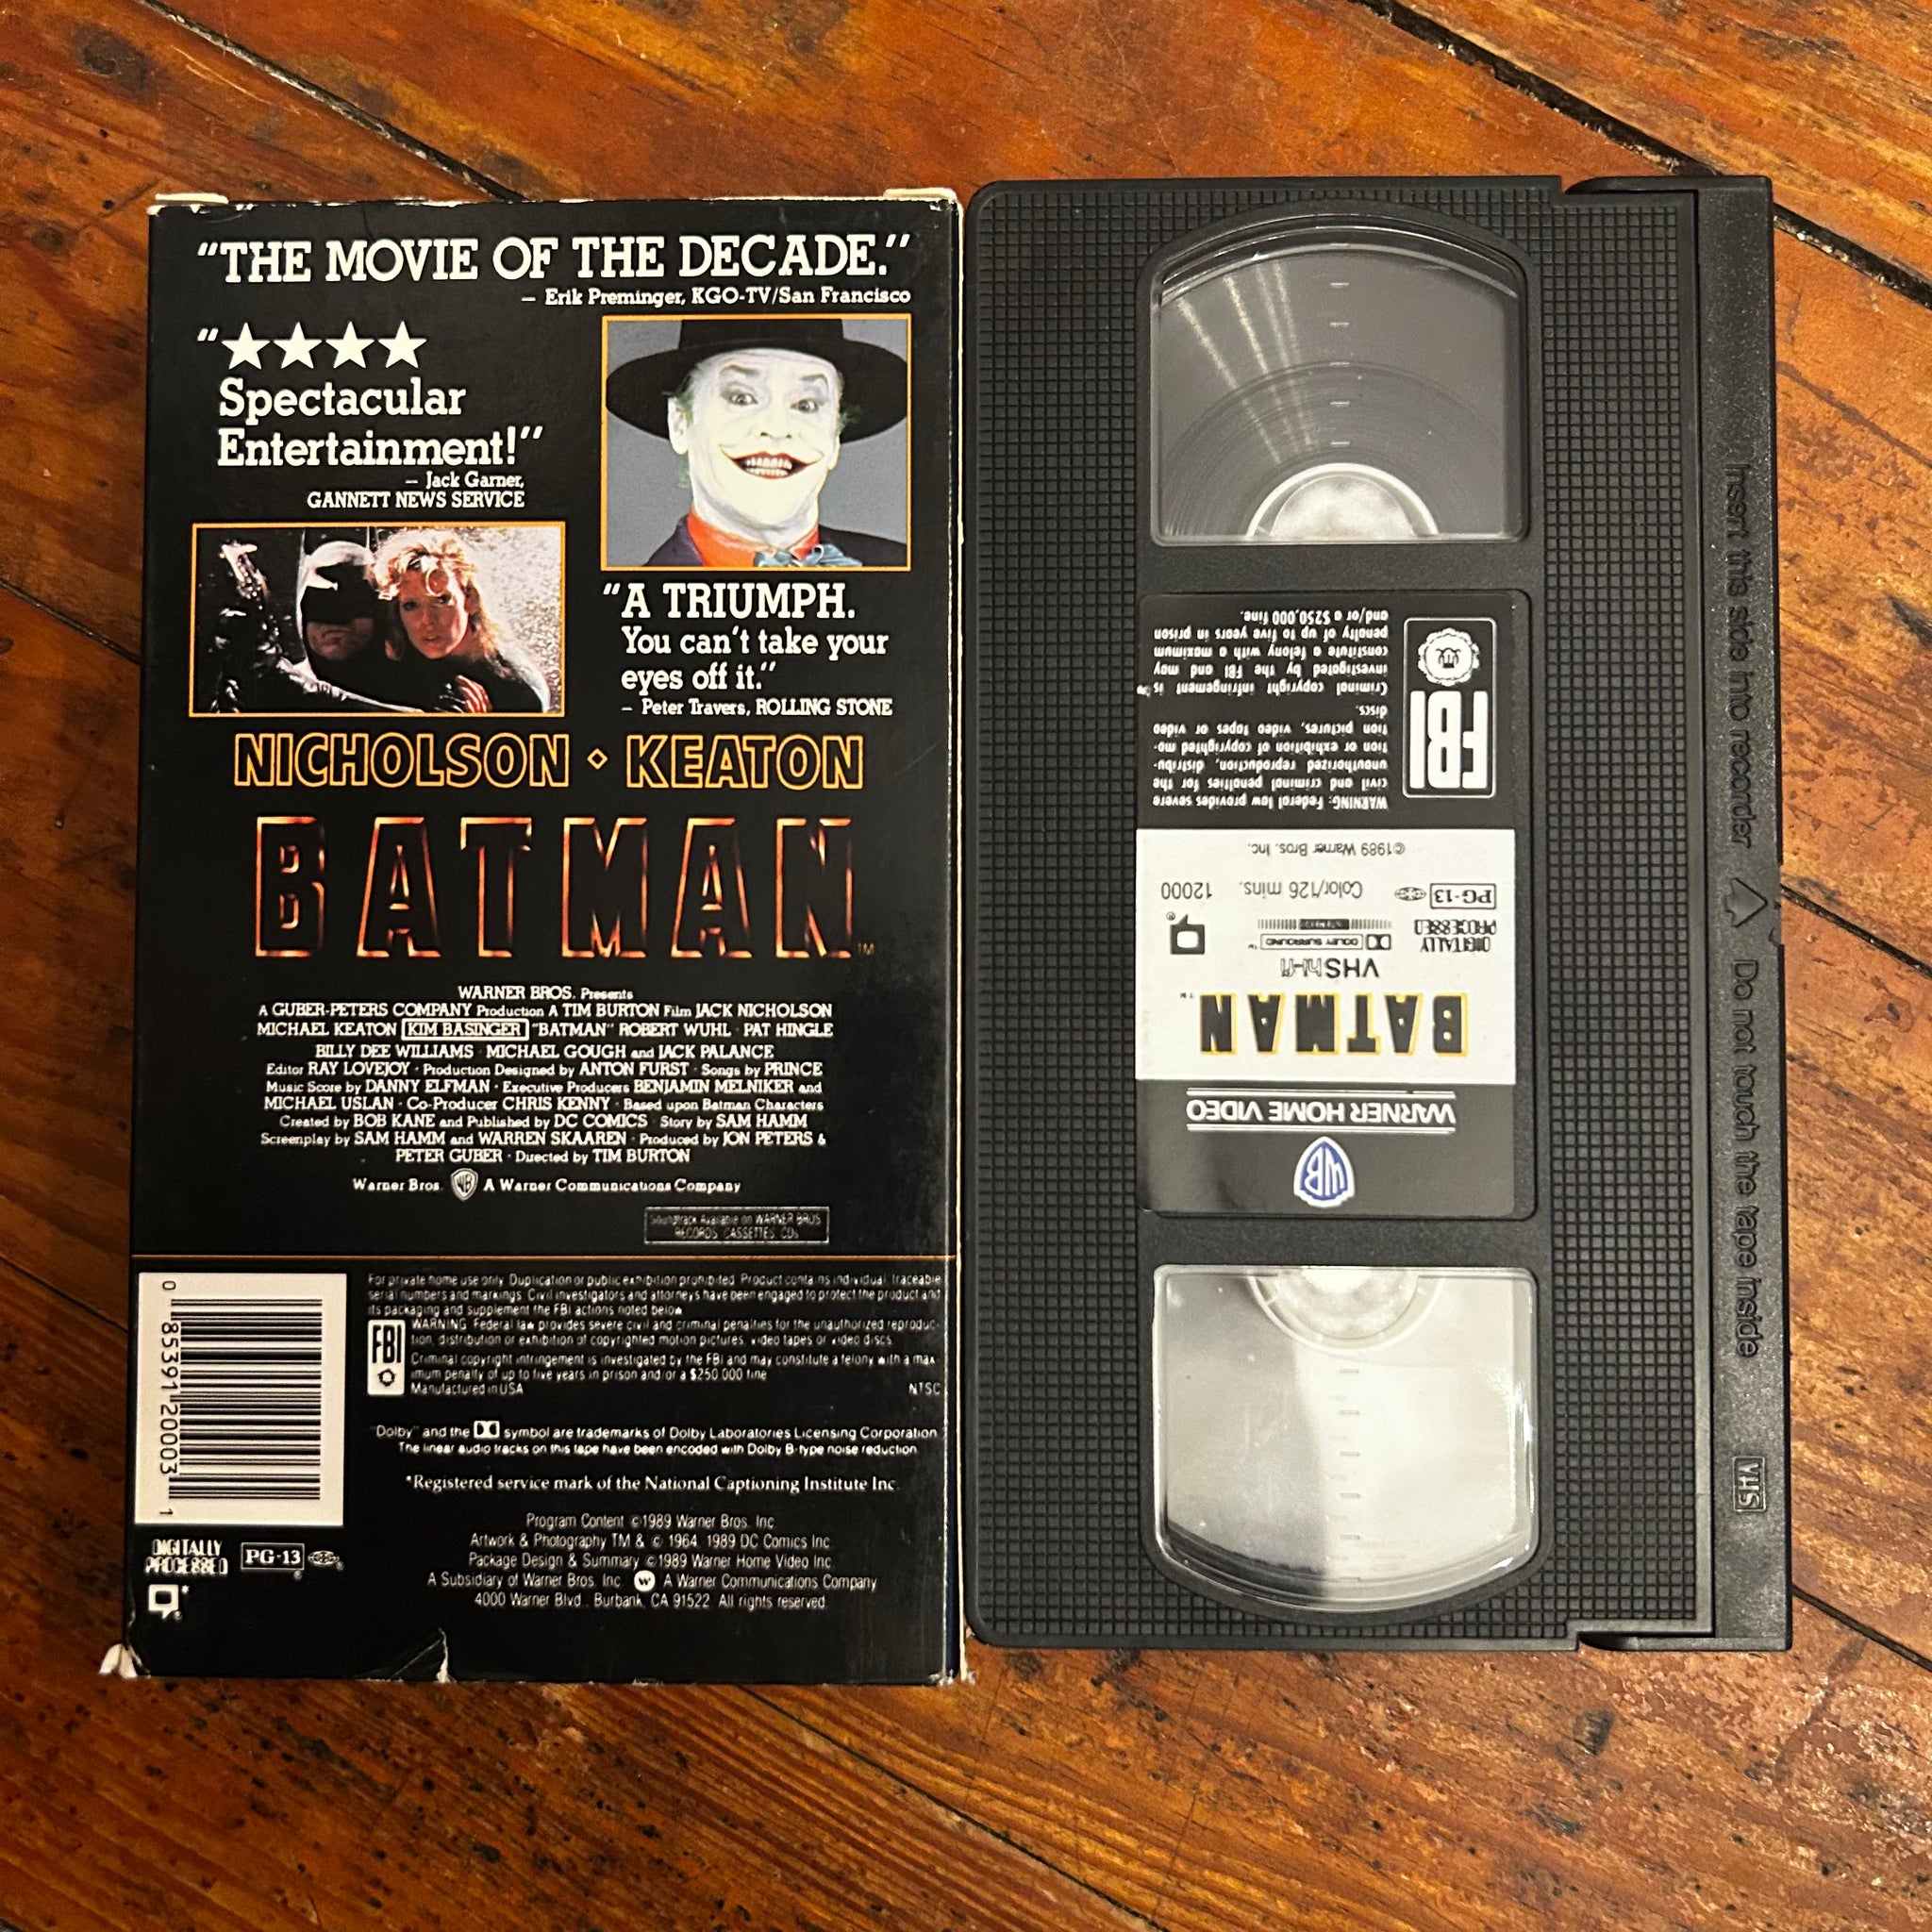 “THE MOVIE OF THE DECADE.”
– Erik Preminger, KGO-TV/San Francisco
“★★★★
Spectacular
Entertainment!”
– Jack Garner,
GANNETT NEWS SERVICE
“A TRIUMPH.
You can’t take your
eyes off it.”
– Peter Travers, ROLLING STONE
NICHOLSON ⋄ KEATON
BATMAN™
WARNER BROS. Presents
A GUBER-PETERS COMPANY Production A TIM BURTON Film JACK NICHOLSON
MICHAEL KEATON KIM BASINGER "BATMAN" ROBERT WUHL · PAT HINGLE
BILLY DEE WILLIAMS · MICHAEL GOUGH and JACK PALANCE
Editor RAY LOVEJOY · Production Designed by ANTON FURST · Songs by PRINCE
Music Score by DANNY ELFMAN · Executive Producers BENJAMIN MELNIKER and
MICHAEL USLAN · Co-Producer CHRIS KENNY · Based upon Batman Characters
Created by BOB KANE and Published by DC COMICS · Story by SAM HAMM
Screenplay by SAM HAMM and WARREN SKAAREN · Produced by JON PETERS &
PETER GUBER · Directed by TIM BURTON
Warner Bros. WB A Warner Communications Company
Soundtrack Available on WARNER BROS.
RECORDS, CASSETTES, CDs
0 85391 20003 1
For private home use only. Duplication or public exhibition prohibited. Product contains individual, traceable
serial numbers and markings. Civil investigators and attorneys have been engaged to protect the product and
its packaging and supplement the FBI actions noted below.
FBI
WARNING: Federal law provides severe civil and criminal penalties for the unauthorized reproduc-
tion, distribution or exhibition of copyrighted motion pictures, video tapes or video discs.
Criminal copyright infringement is investigated by the FBI and may constitute a felony with a max-
imum penalty of up to five years in prison and/or a $250,000 fine.
Manufactured in USA NTSC
"Dolby" and the symbol are trademarks of Dolby Laboratories Licensing Corporation.
The linear audio tracks on this tape have been encoded with Dolby B-type noise reduction.
*Registered service mark of the National Captioning Institute Inc.
Program Content ©1989 Warner Bros. Inc.
Artwork & Photography TM & © 1964, 1989 DC Comics Inc.
Package Design & Summary ©1989 Warner Home Video Inc.
A Subsidiary of Warner Bros. Inc. A Warner Communications Company
4000 Warner Blvd., Burbank, CA 91522. All rights reserved.
DIGITALLY
PROCESSED
PG-13 ®
*
WB
WARNER HOME VIDEO
BATMAN™
VHS hi-fi
DIGITALLY
PROCESSED
DOLBY SURROUND™
STEREO
®
PG-13
Color/126 mins.
12000
©1989 Warner Bros. Inc.
FBI
WARNING: Federal law provides severe
civil and criminal penalties for the
unauthorized reproduction, distribu-
tion or exhibition of copyrighted mo-
tion pictures, video tapes or video
discs.
Criminal copyright infringement is
investigated by the FBI and may
constitute a felony with a maximum
penalty of up to five years in prison
and/or a $250,000 fine.
Insert this side into recorder
Do not touch the tape inside
VHS